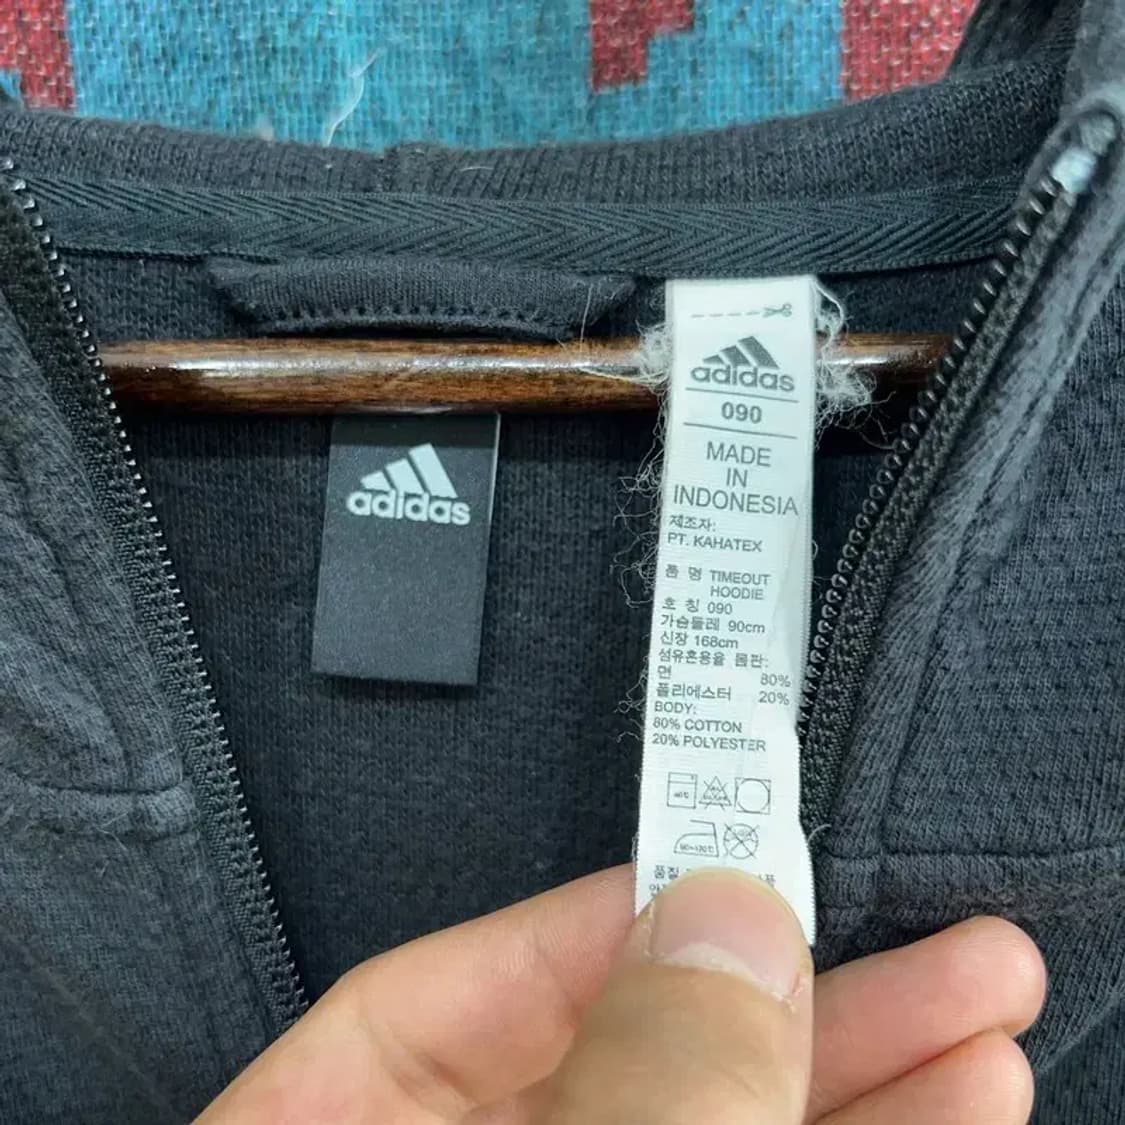 adidas
adidas
090
MADE
IN
INDONESIA
제조자:
PT. KAHATEX
품 명 TIMEOUT
HOODIE
호 칭 090
가슴둘레 90cm
신장 168cm
섬유혼용율 몸판:
면 80%
폴리에스터 20%
BODY:
80% COTTON
20% POLYESTER
품질